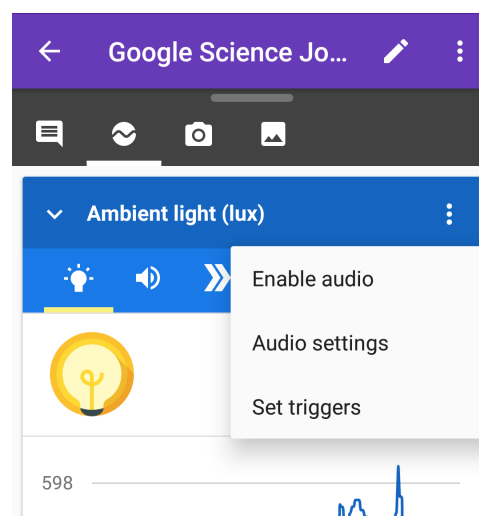 Google Science Jo...
Ambient light (lux)
Enable audio
Audio settings
Set triggers
598